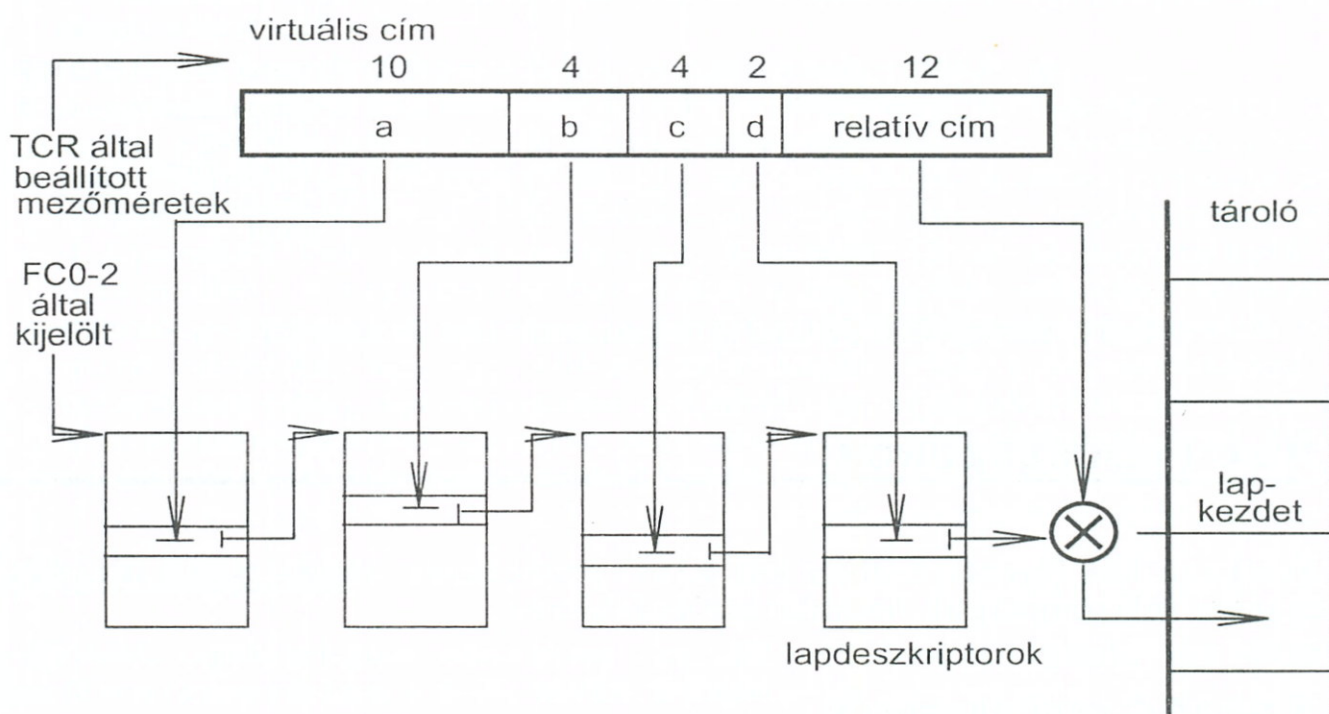 virtuális cím
10 4 4 2 12
a b c d relatív cím
TCR által
beállított
mezőméretek
FC0-2
által
kijelölt
tároló
lap-
kezdet
lapdeszkriptorok